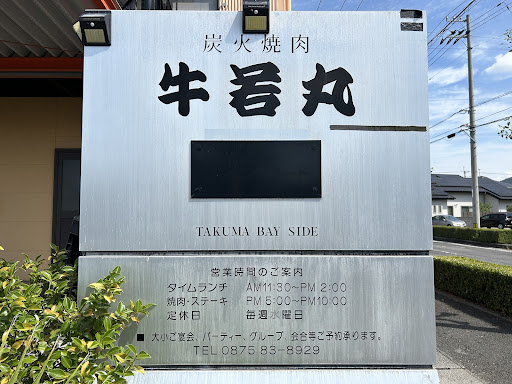 炭火焼肉
牛若丸
TAKUMA BAY SIDE
営業時間のご案内
タイムランチ AM11:30～PM2:00
焼肉・ステーキ PM5:00～PM10:00
定休日 毎週水曜日
■ 大小ご宴会、パーティー、グループ、会合等ご予約承ります。
TEL 0875 83-8929